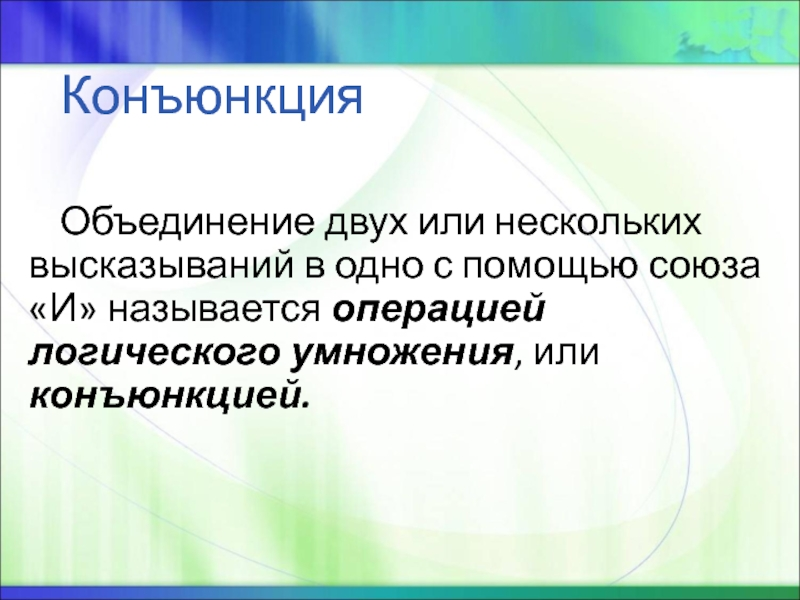 Конъюнкция
Объединение двух или нескольких
высказываний в одно с помощью союза
«И» называется операцией
логического умножения, или
конъюнкцией.